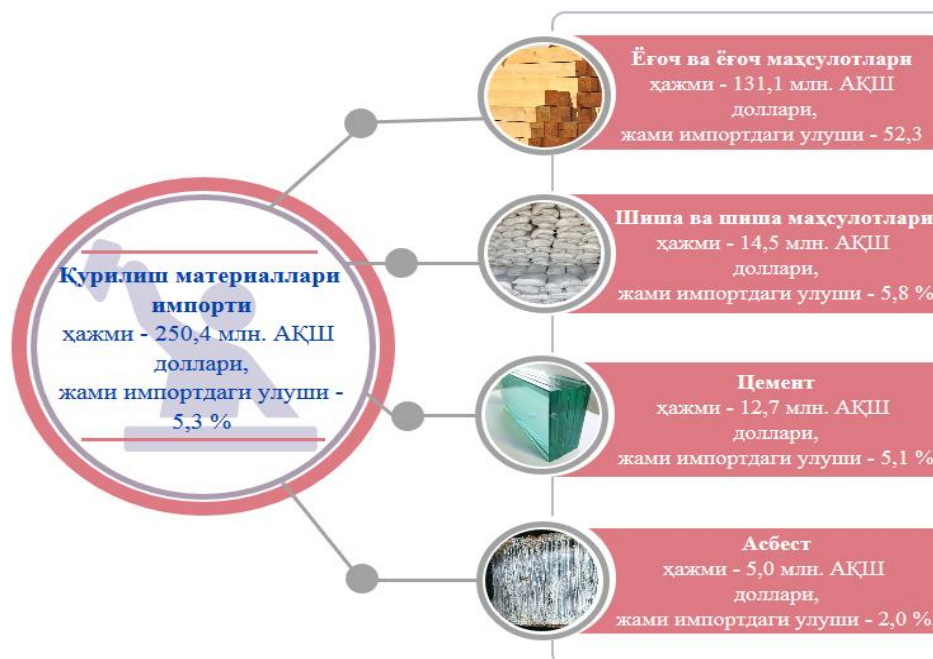 Қурилиш материаллари
импорти
ҳажми - 250,4 млн. АҚШ
доллари,
жами импортдаги улуши -
5,3 %
Ёғоч ва ёғоч маҳсулотлари
ҳажми - 131,1 млн. АҚШ
доллари,
жами импортдаги улуши - 52,3
Шиша ва шиша маҳсулотлари
ҳажми - 14,5 млн. АҚШ
доллари,
жами импортдаги улуши - 5,8 %
Цемент
ҳажми - 12,7 млн. АҚШ
доллари,
жами импортдаги улуши - 5,1 %
Асбест
ҳажми - 5,0 млн. АҚШ
доллари,
жами импортдаги улуши - 2,0 %